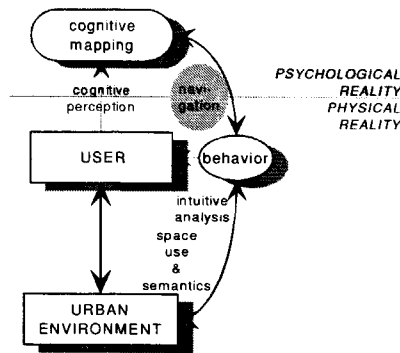 cognitive
mapping
cognitive
perception
navi-
gation
PSYCHOLOGICAL
REALITY
PHYSICAL
REALITY
USER
behavior
intuitive
analysis
space
use
&
semantics
URBAN
ENVIRONMENT